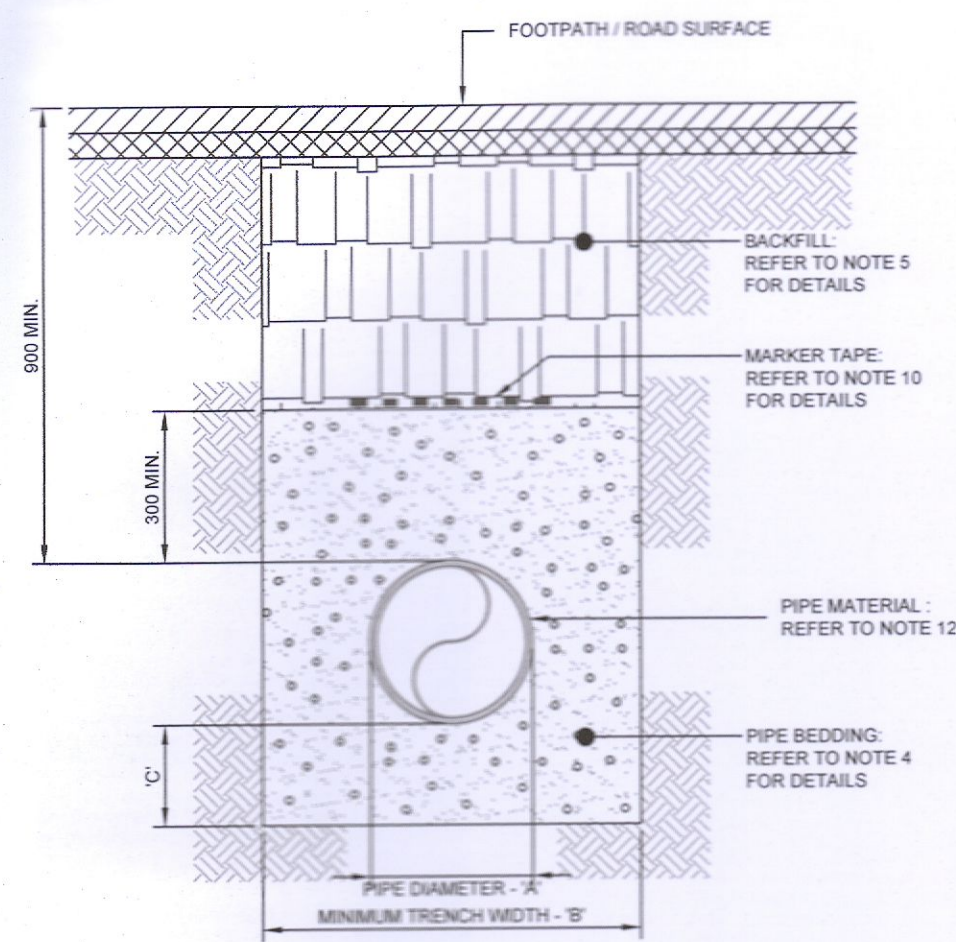 FOOTPATH / ROAD SURFACE
BACKFILL:
REFER TO NOTE 5
FOR DETAILS
900 MIN.
MARKER TAPE:
REFER TO NOTE 10
FOR DETAILS
300 MIN.
PIPE MATERIAL :
REFER TO NOTE 12
PIPE BEDDING:
REFER TO NOTE 4
FOR DETAILS
'C'
PIPE DIAMETER - 'A'
MINIMUM TRENCH WIDTH - 'B'